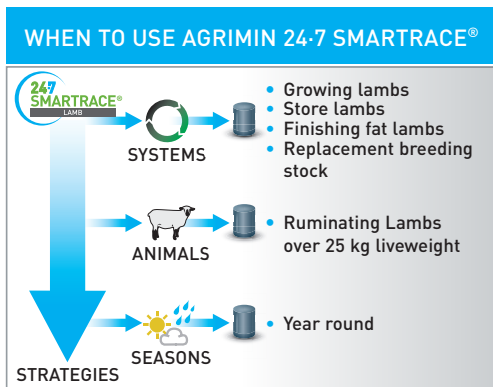 WHEN TO USE AGRIMIN 24·7 SMARTRACE®
24·7
SMARTRACE®
LAMB
SYSTEMS
• Growing lambs
• Store lambs
• Finishing fat lambs
• Replacement breeding
stock
ANIMALS
• Ruminating Lambs
over 25 kg liveweight
SEASONS
• Year round
STRATEGIES